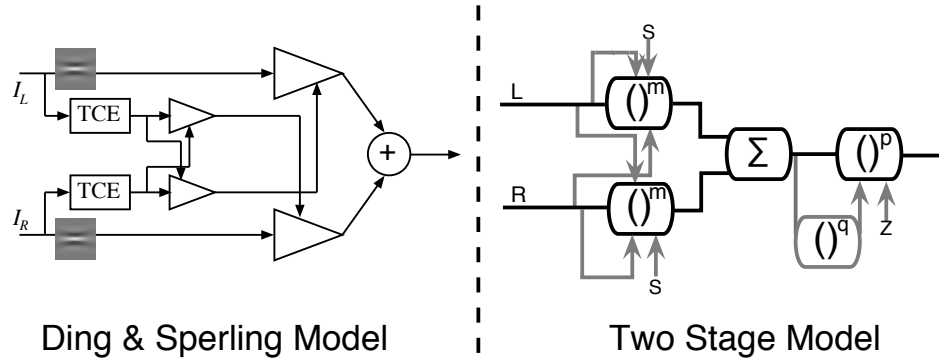 I_L
TCE
TCE
I_R
+
Ding & Sperling Model
S
L
()^m
Σ
()^p
R
()^m
()^q
Z
S
Two Stage Model